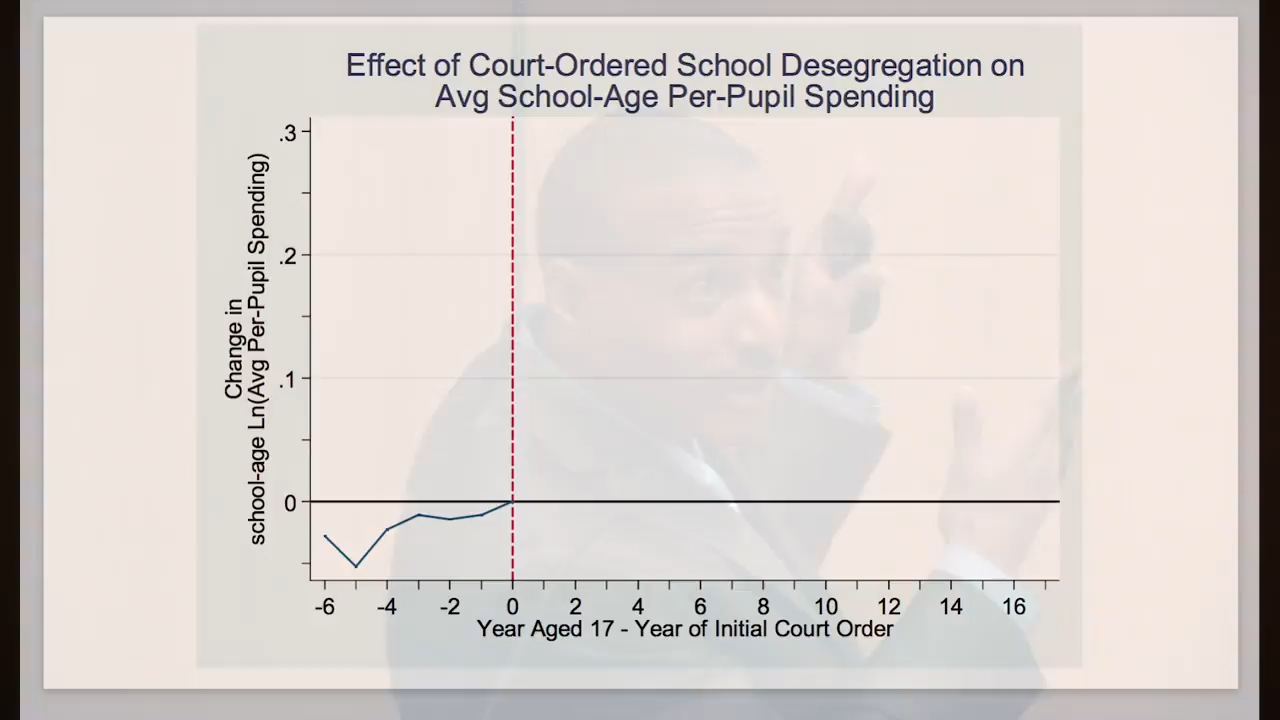 Effect of Court-Ordered School Desegregation on
Avg School-Age Per-Pupil Spending
Change in
school-age Ln(Avg Per-Pupil Spending)
.3
.2
.1
0
-6 -4 -2 0 2 4 6 8 10 12 14 16
Year Aged 17 - Year of Initial Court Order